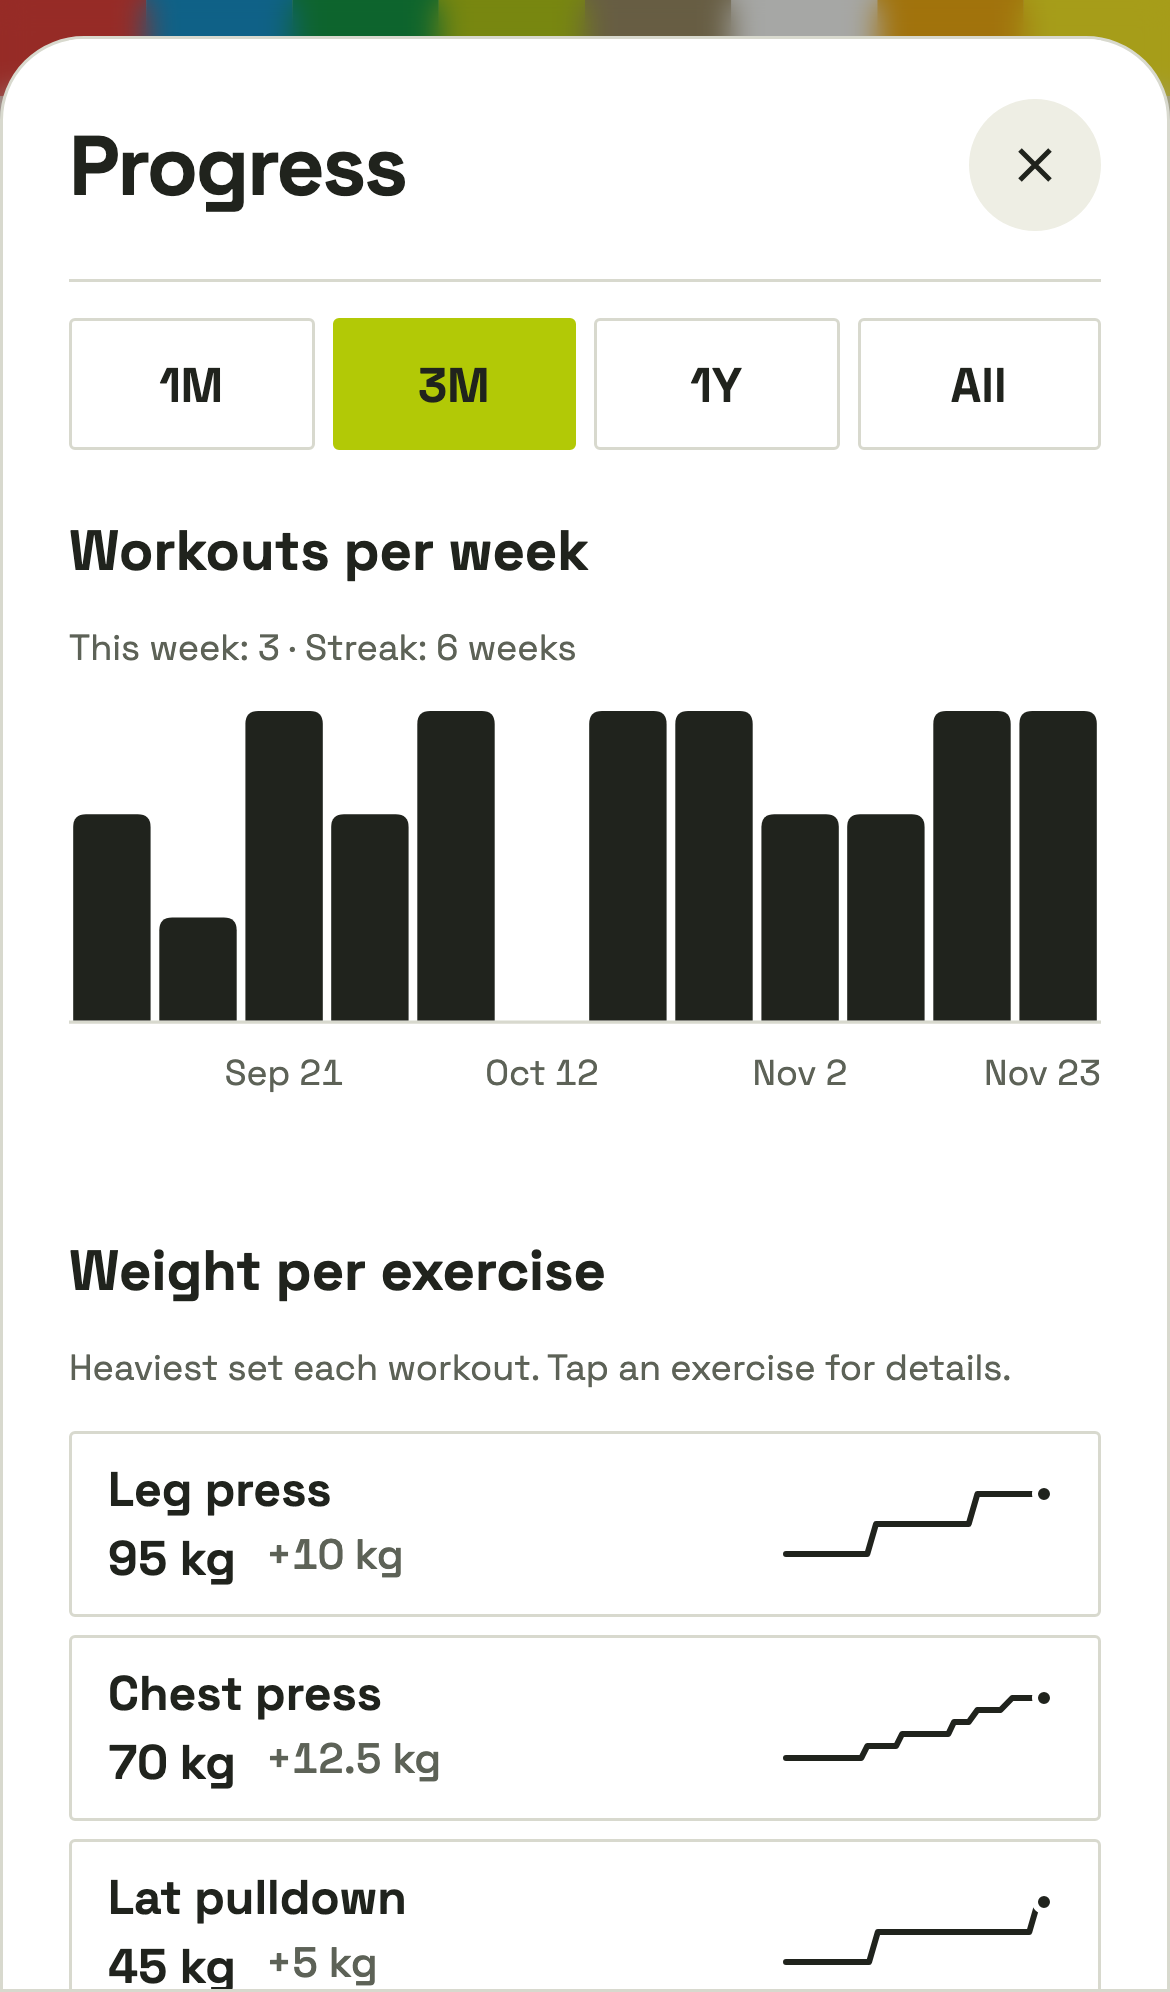 Progress
1M 3M 1Y All
Workouts per week
This week: 3 · Streak: 6 weeks
Sep 21 Oct 12 Nov 2 Nov 23
Weight per exercise
Heaviest set each workout. Tap an exercise for details.
Leg press
95 kg +10 kg
Chest press
70 kg +12.5 kg
Lat pulldown
45 kg +5 kg